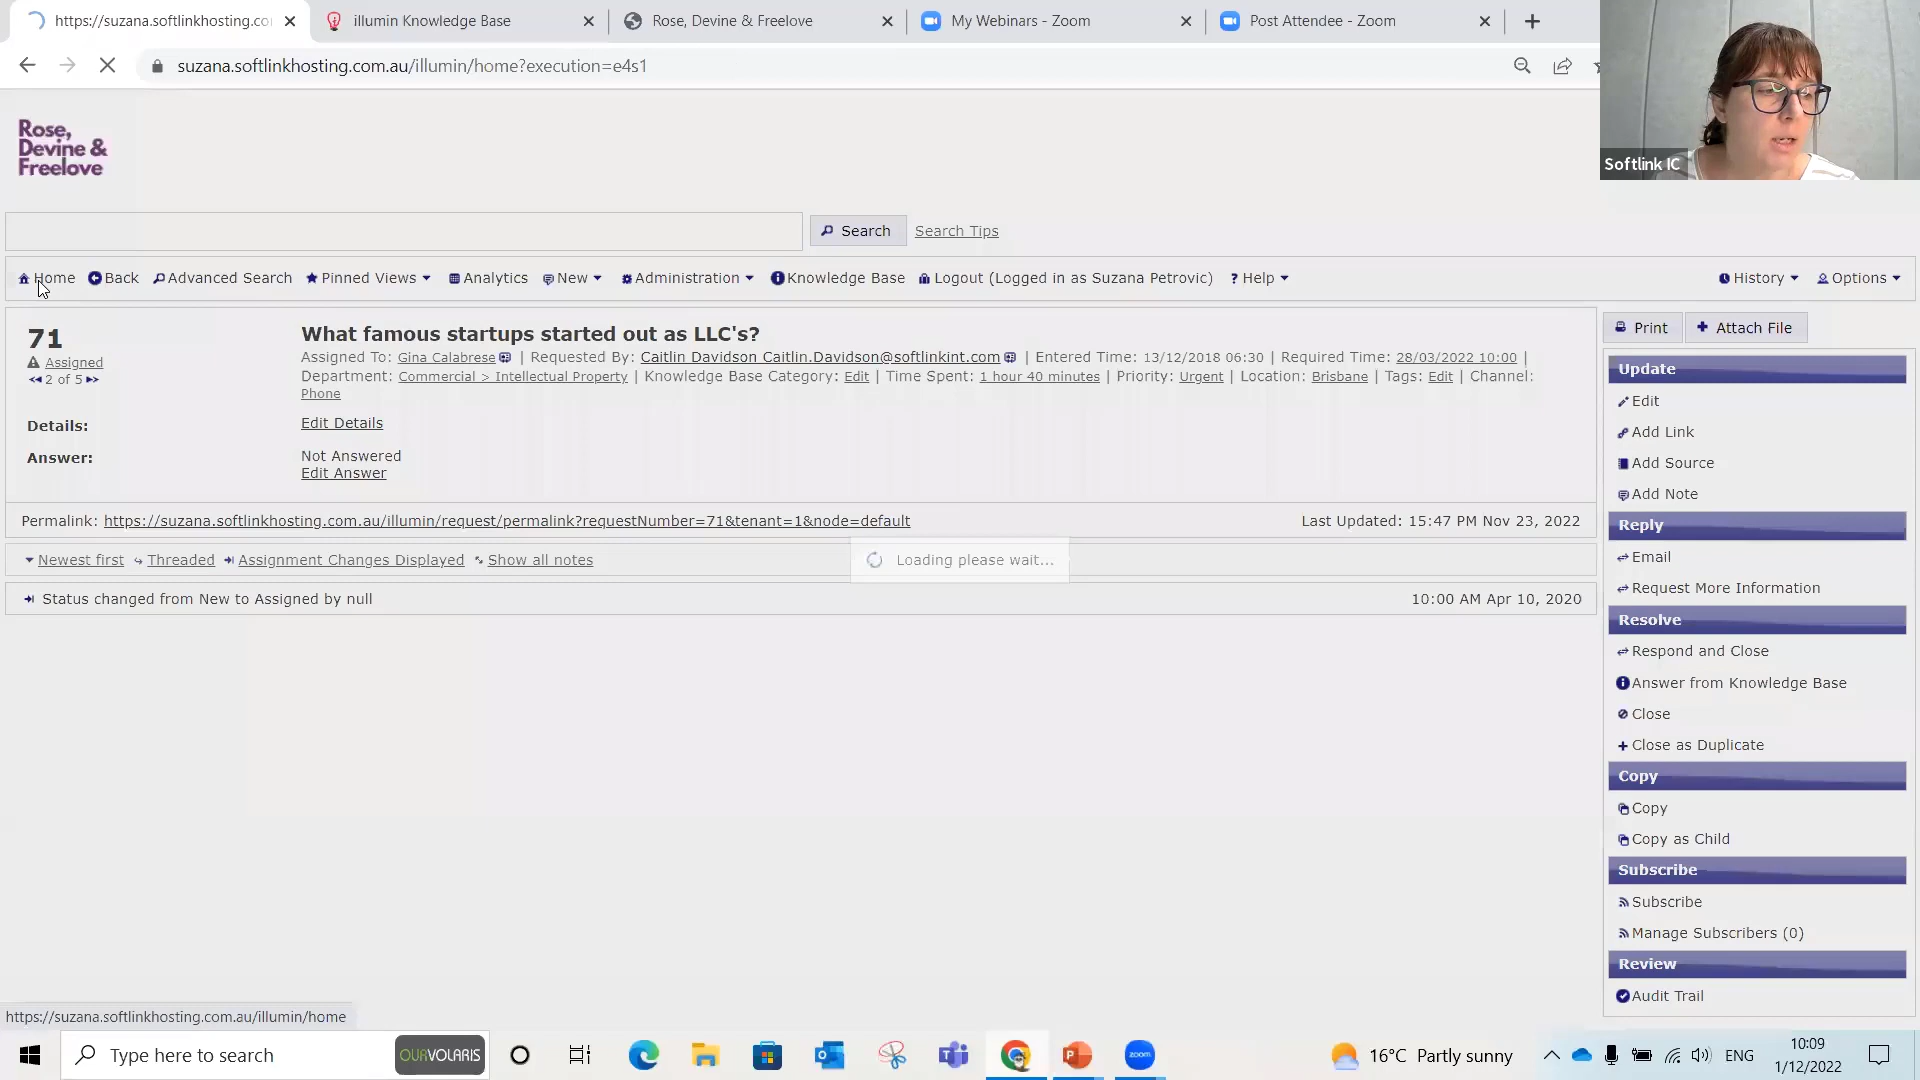 https://suzana.softlinkhosting.co
illumin Knowledge Base
Rose, Devine & Freelove
My Webinars - Zoom
Post Attendee - Zoom
suzana.softlinkhosting.com.au/illumin/home?execution=e4s1
Softlink IC
Rose,
Devine &
Freelove
Search Search Tips
Home Back Advanced Search Pinned Views Analytics New Administration Knowledge Base Logout (Logged in as Suzana Petrovic) ? Help History Options
71
Assigned
2 of 5
What famous startups started out as LLC's?
Assigned To: Gina Calabrese | Requested By: Caitlin Davidson Caitlin.Davidson@softlinkint.com | Entered Time: 13/12/2018 06:30 | Required Time: 28/03/2022 10:00 |
Department: Commercial > Intellectual Property | Knowledge Base Category: Edit | Time Spent: 1 hour 40 minutes | Priority: Urgent | Location: Brisbane | Tags: Edit | Channel:
Phone
Details: Edit Details
Answer: Not Answered
Edit Answer
Permalink: https://suzana.softlinkhosting.com.au/illumin/request/permalink?requestNumber=71&tenant=1&node=default Last Updated: 15:47 PM Nov 23, 2022
Newest first Threaded Assignment Changes Displayed Show all notes
Loading please wait...
Status changed from New to Assigned by null 10:00 AM Apr 10, 2020
Print Attach File
Update
Edit
Add Link
Add Source
Add Note
Reply
Email
Request More Information
Resolve
Respond and Close
Answer from Knowledge Base
Close
Close as Duplicate
Copy
Copy
Copy as Child
Subscribe
Subscribe
Manage Subscribers (0)
Review
Audit Trail
https://suzana.softlinkhosting.com.au/illumin/home
Type here to search
OURVOLARIS
zoom
16°C Partly sunny
ENG
10:09
1/12/2022